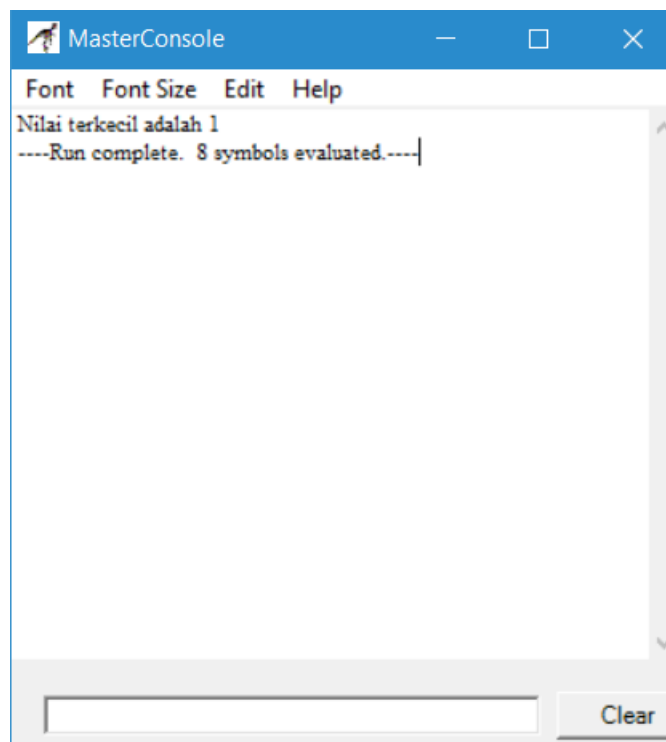 MasterConsole
Font Font Size Edit Help
Nilai terkecil adalah 1
----Run complete.  8 symbols evaluated.----
Clear